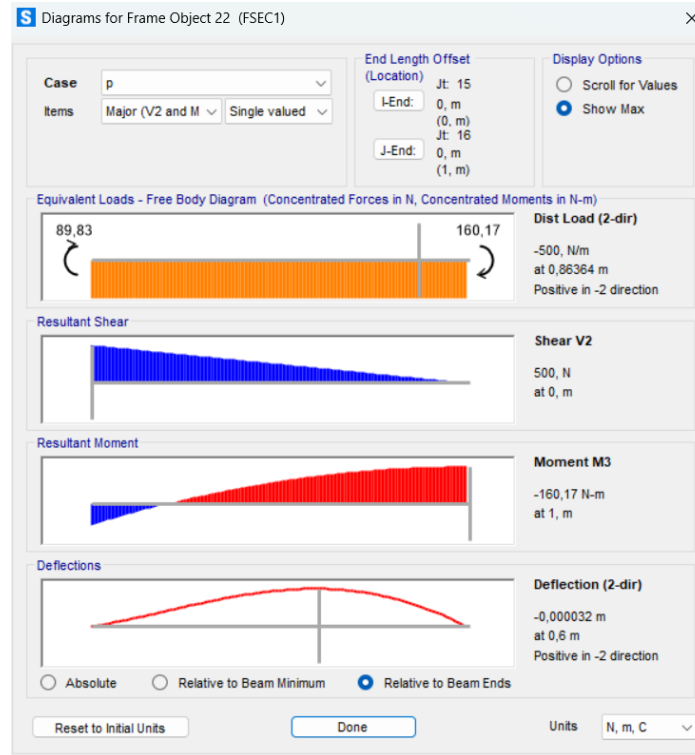 S Diagrams for Frame Object 22 (FSEC1)
Case p
Items Major (V2 and M Single valued
End Length Offset
(Location)
Jt: 15
I-End: 0, m
(0, m)
Jt: 16
J-End: 0, m
(1, m)
Display Options
Scroll for Values
Show Max
Equivalent Loads - Free Body Diagram (Concentrated Forces in N, Concentrated Moments in N-m)
89,83 160,17
Dist Load (2-dir)
-500, N/m
at 0,86364 m
Positive in -2 direction
Resultant Shear
Shear V2
500, N
at 0, m
Resultant Moment
Moment M3
-160,17 N-m
at 1, m
Deflections
Deflection (2-dir)
-0,000032 m
at 0,6 m
Positive in -2 direction
Absolute Relative to Beam Minimum Relative to Beam Ends
Reset to Initial Units Done Units N, m, C